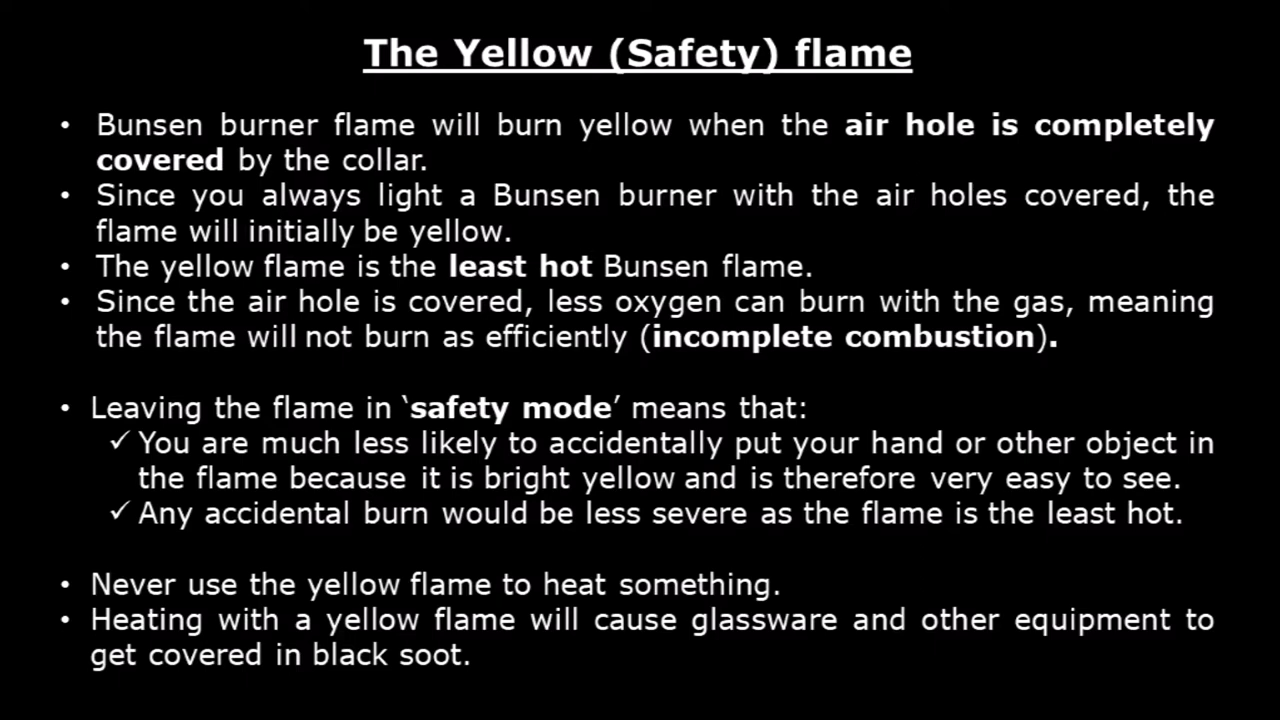 The Yellow (Safety) flame
• Bunsen burner flame will burn yellow when the air hole is completely
covered by the collar.
• Since you always light a Bunsen burner with the air holes covered, the
flame will initially be yellow.
• The yellow flame is the least hot Bunsen flame.
• Since the air hole is covered, less oxygen can burn with the gas, meaning
the flame will not burn as efficiently (incomplete combustion).
• Leaving the flame in ‘safety mode’ means that:
✓ You are much less likely to accidentally put your hand or other object in
the flame because it is bright yellow and is therefore very easy to see.
✓ Any accidental burn would be less severe as the flame is the least hot.
• Never use the yellow flame to heat something.
• Heating with a yellow flame will cause glassware and other equipment to
get covered in black soot.